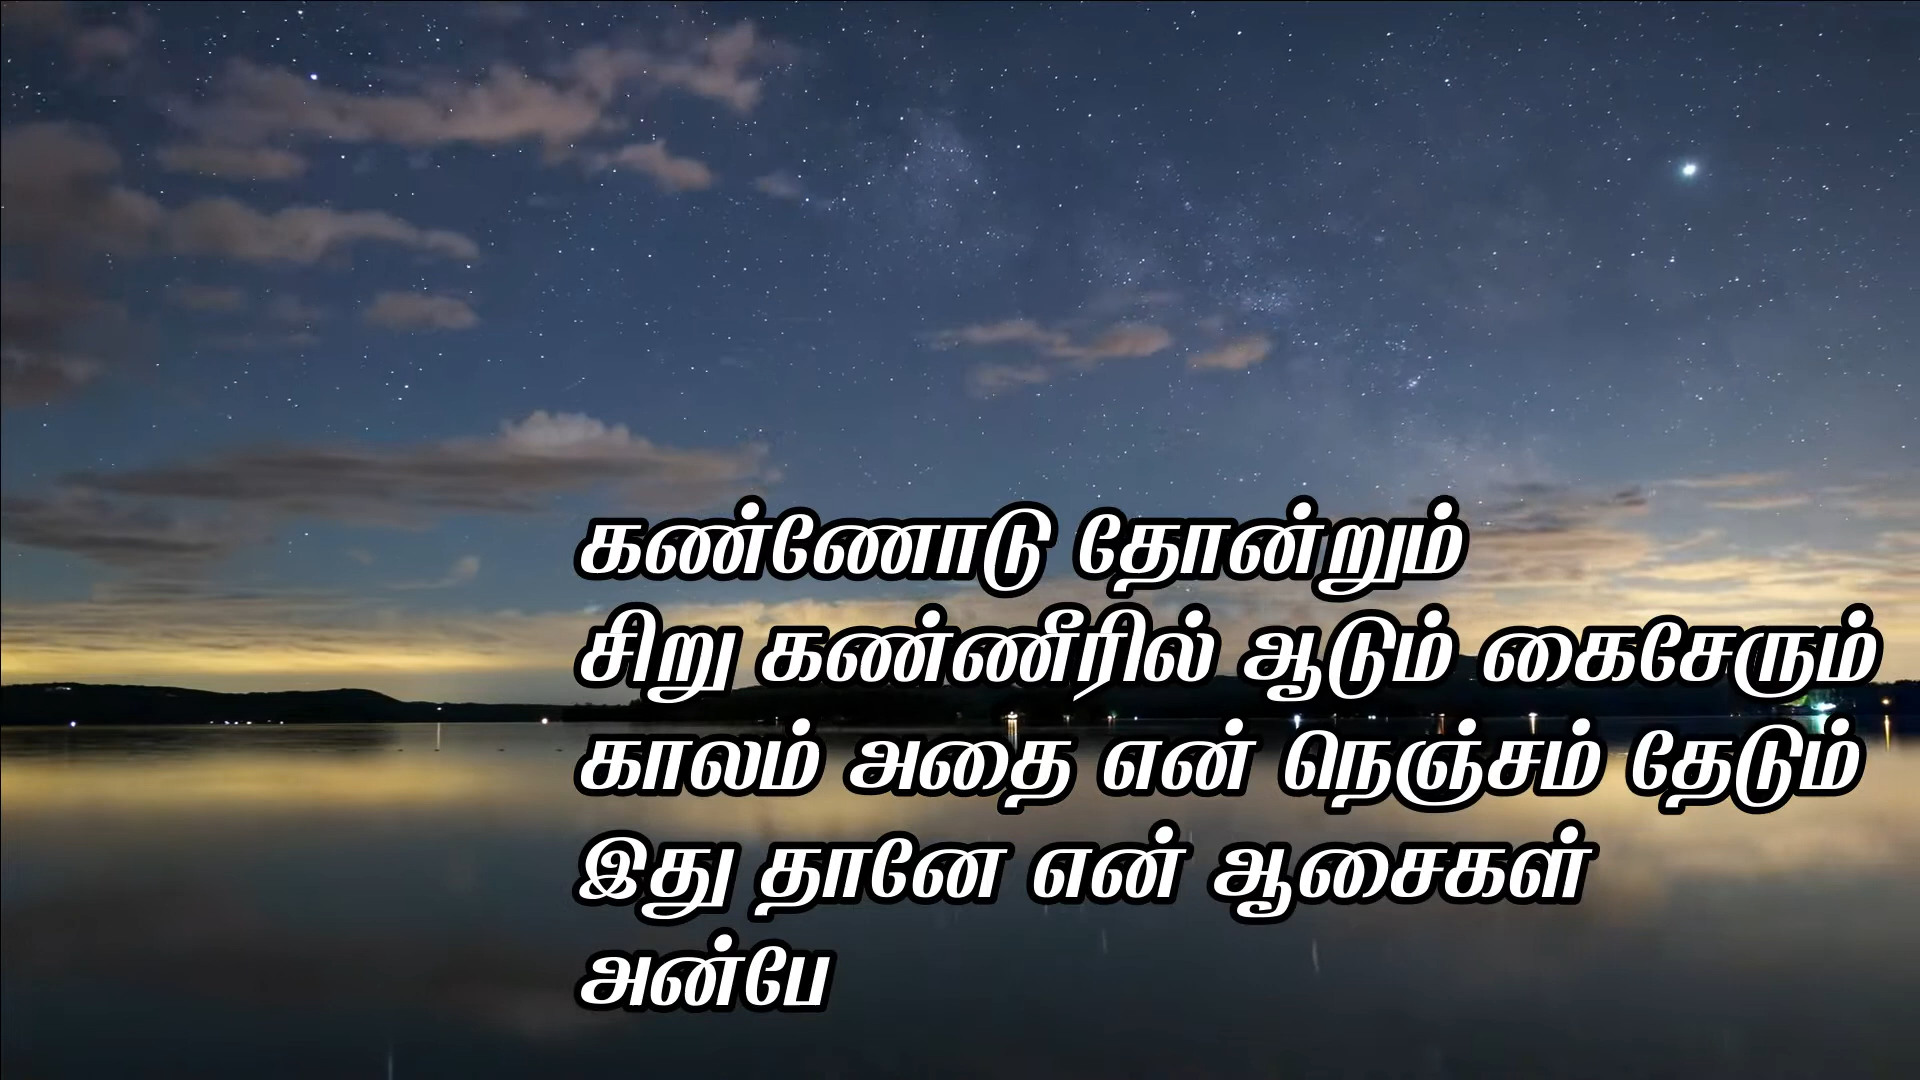 கண்ணோடு தோன்றும்
சிறு கண்ணீரில் ஆடும் கைசேரும்
காலம் அதை என் நெஞ்சம் தேடும்
இது தானே என் ஆசைகள்
அன்பே